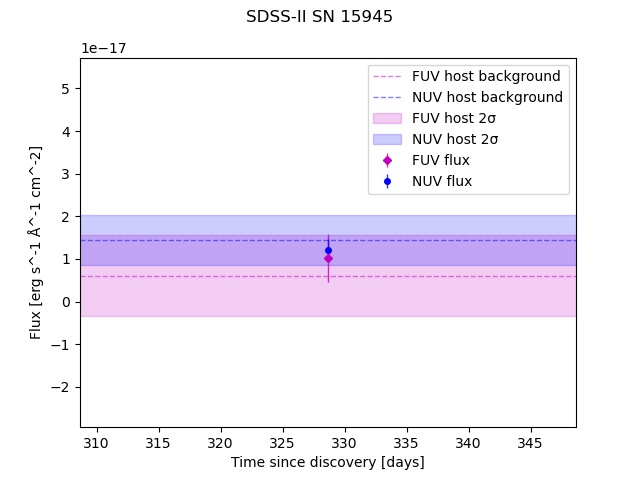 SDSS-II SN 15945
1e−17
FUV host background
NUV host background
FUV host 2σ
NUV host 2σ
FUV flux
NUV flux
5
4
3
2
1
0
−1
−2
Flux [erg s^-1 Å^-1 cm^-2]
310 315 320 325 330 335 340 345
Time since discovery [days]